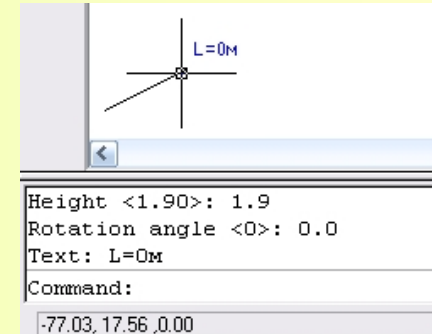 L=0м
Height <1.90>: 1.9
Rotation angle <0>: 0.0
Text: L=0м
Command:
-77.03, 17.56 ,0.00